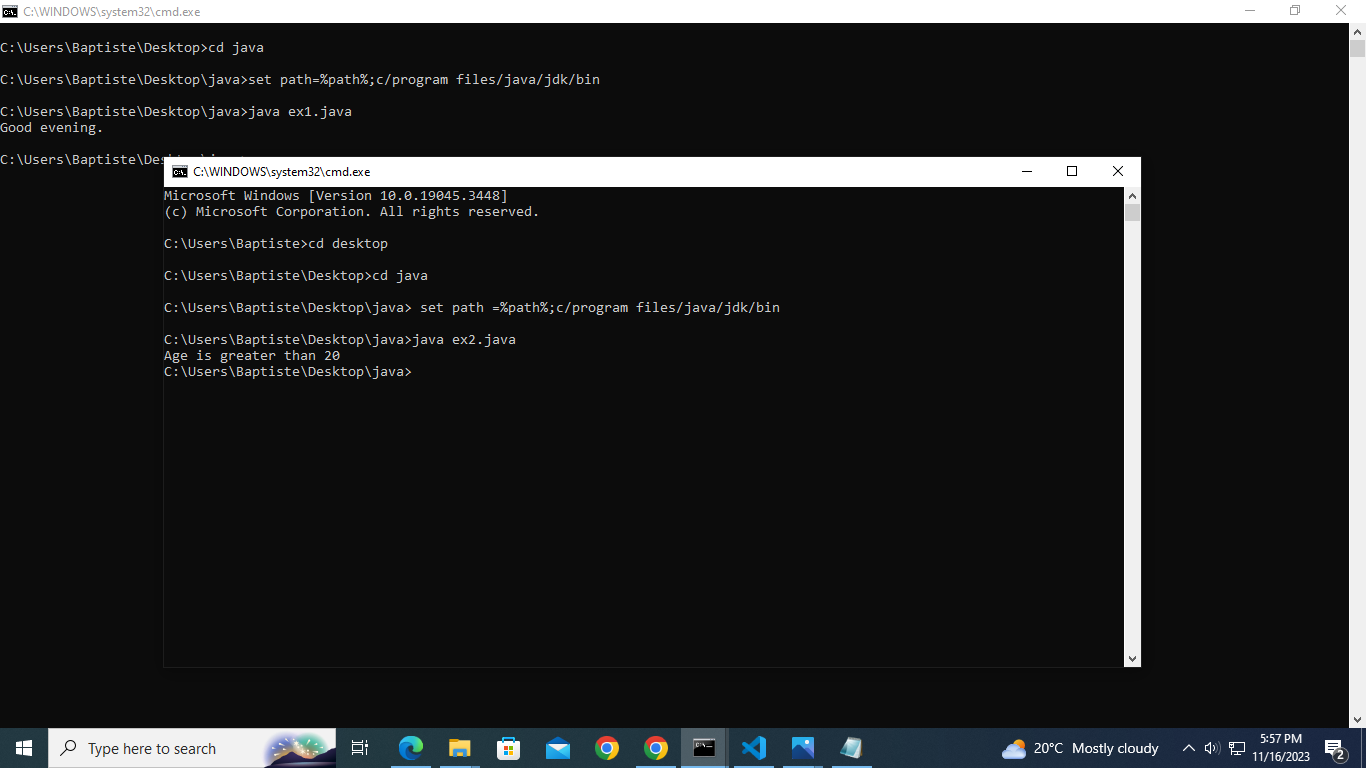 C:\WINDOWS\system32\cmd.exe
C:\Users\Baptiste\Desktop>cd java
C:\Users\Baptiste\Desktop\java>set path=%path%;c/program files/java/jdk/bin
C:\Users\Baptiste\Desktop\java>java ex1.java
Good evening.
C:\Users\Baptiste\Des
C:\WINDOWS\system32\cmd.exe
Microsoft Windows [Version 10.0.19045.3448]
(c) Microsoft Corporation. All rights reserved.
C:\Users\Baptiste>cd desktop
C:\Users\Baptiste\Desktop>cd java
C:\Users\Baptiste\Desktop\java> set path =%path%;c/program files/java/jdk/bin
C:\Users\Baptiste\Desktop\java>java ex2.java
Age is greater than 20
C:\Users\Baptiste\Desktop\java>
Type here to search
20°C Mostly cloudy
5:57 PM
11/16/2023
2